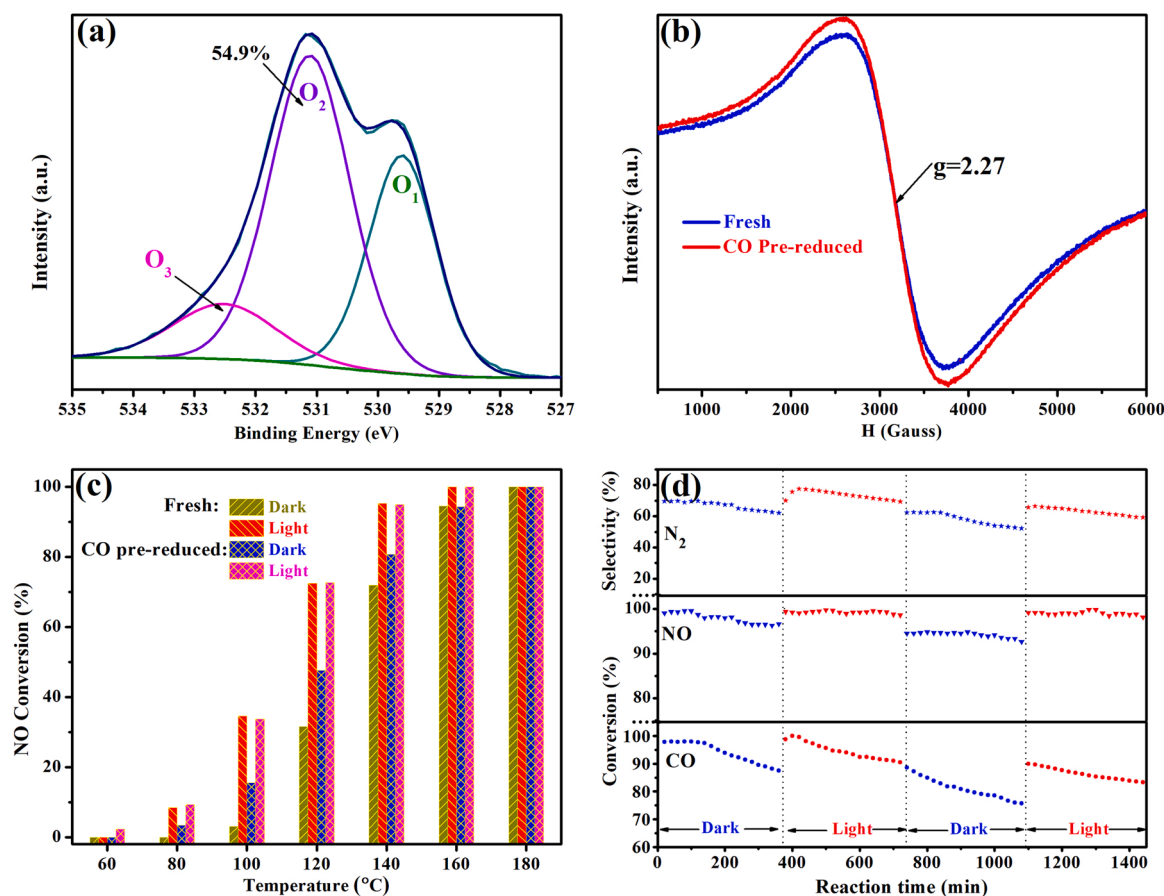 (a)
54.9%
O2
O1
O3
Intensity (a.u.)
535 534 533 532 531 530 529 528 527
Binding Energy (eV)
(b)
g=2.27
Fresh
CO Pre-reduced
Intensity (a.u.)
1000 2000 3000 4000 5000 6000
H (Gauss)
(c)
Fresh: Dark
Light
CO pre-reduced: Dark
Light
NO Conversion (%)
100
80
60
40
20
0
60 80 100 120 140 160 180
Temperature (°C)
(d)
Selectivity (%)
80
60
40
20
N2
Conversion (%)
100
90
80
NO
100
90
80
70
60
CO
Dark Light Dark Light
0 200 400 600 800 1000 1200 1400
Reaction time (min)